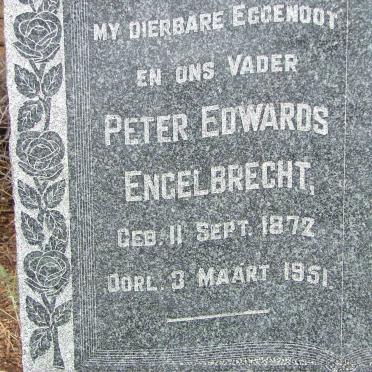 MY DIERBARE EGGENOOT
EN ONS VADER
PETER EDWARDS
ENGELBRECHT,
GEB. 11 SEPT. 1872
OORL. 3 MAART 1951.